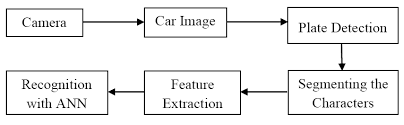 Camera
Car Image
Plate Detection
Segmenting the
Characters
Feature
Extraction
Recognition
with ANN